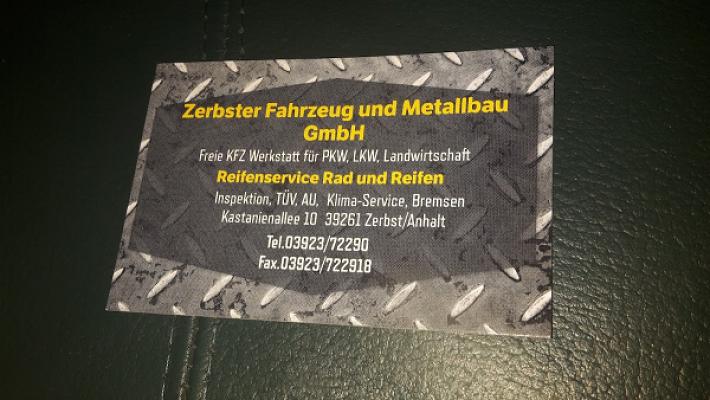 Zerbster Fahrzeug und Metallbau
GmbH
Freie KFZ Werkstatt für PKW, LKW, Landwirtschaft
Reifenservice Rad und Reifen
Inspektion, TÜV, AU, Klima-Service, Bremsen
Kastanienallee 10 39261 Zerbst/Anhalt
Tel.03923/72290
Fax.03923/722918